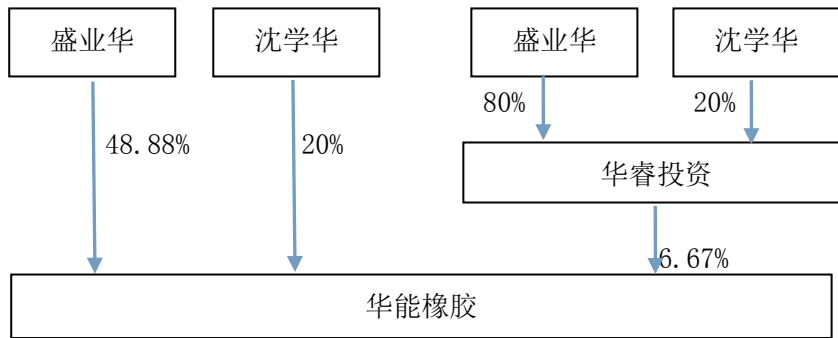 盛业华 沈学华 盛业华 沈学华
80% 20%
48.88% 20%
华睿投资
6.67%
华能橡胶